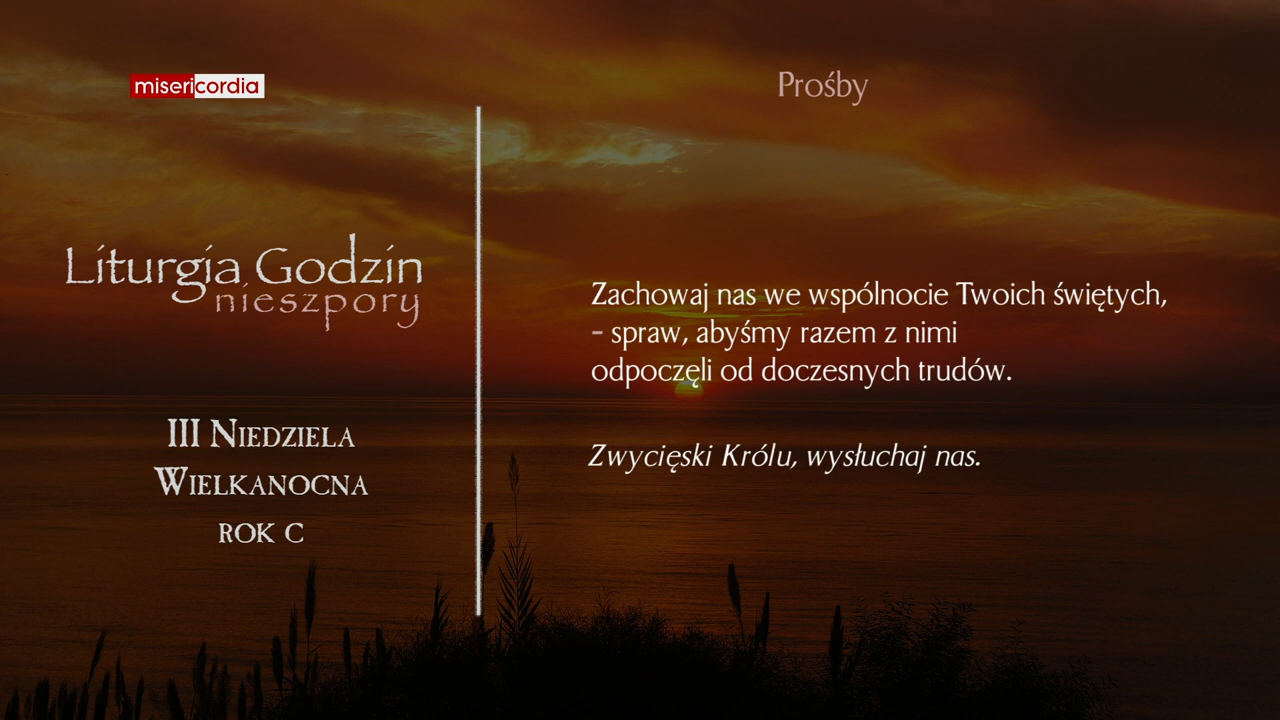 misericordia
Prośby
Liturgia Godzin
nieszpory
III Niedziela
Wielkanocna
rok C
Zachowaj nas we wspólnocie Twoich świętych,
- spraw, abyśmy razem z nimi
odpoczęli od doczesnych trudów.
Zwycięski Królu, wysłuchaj nas.